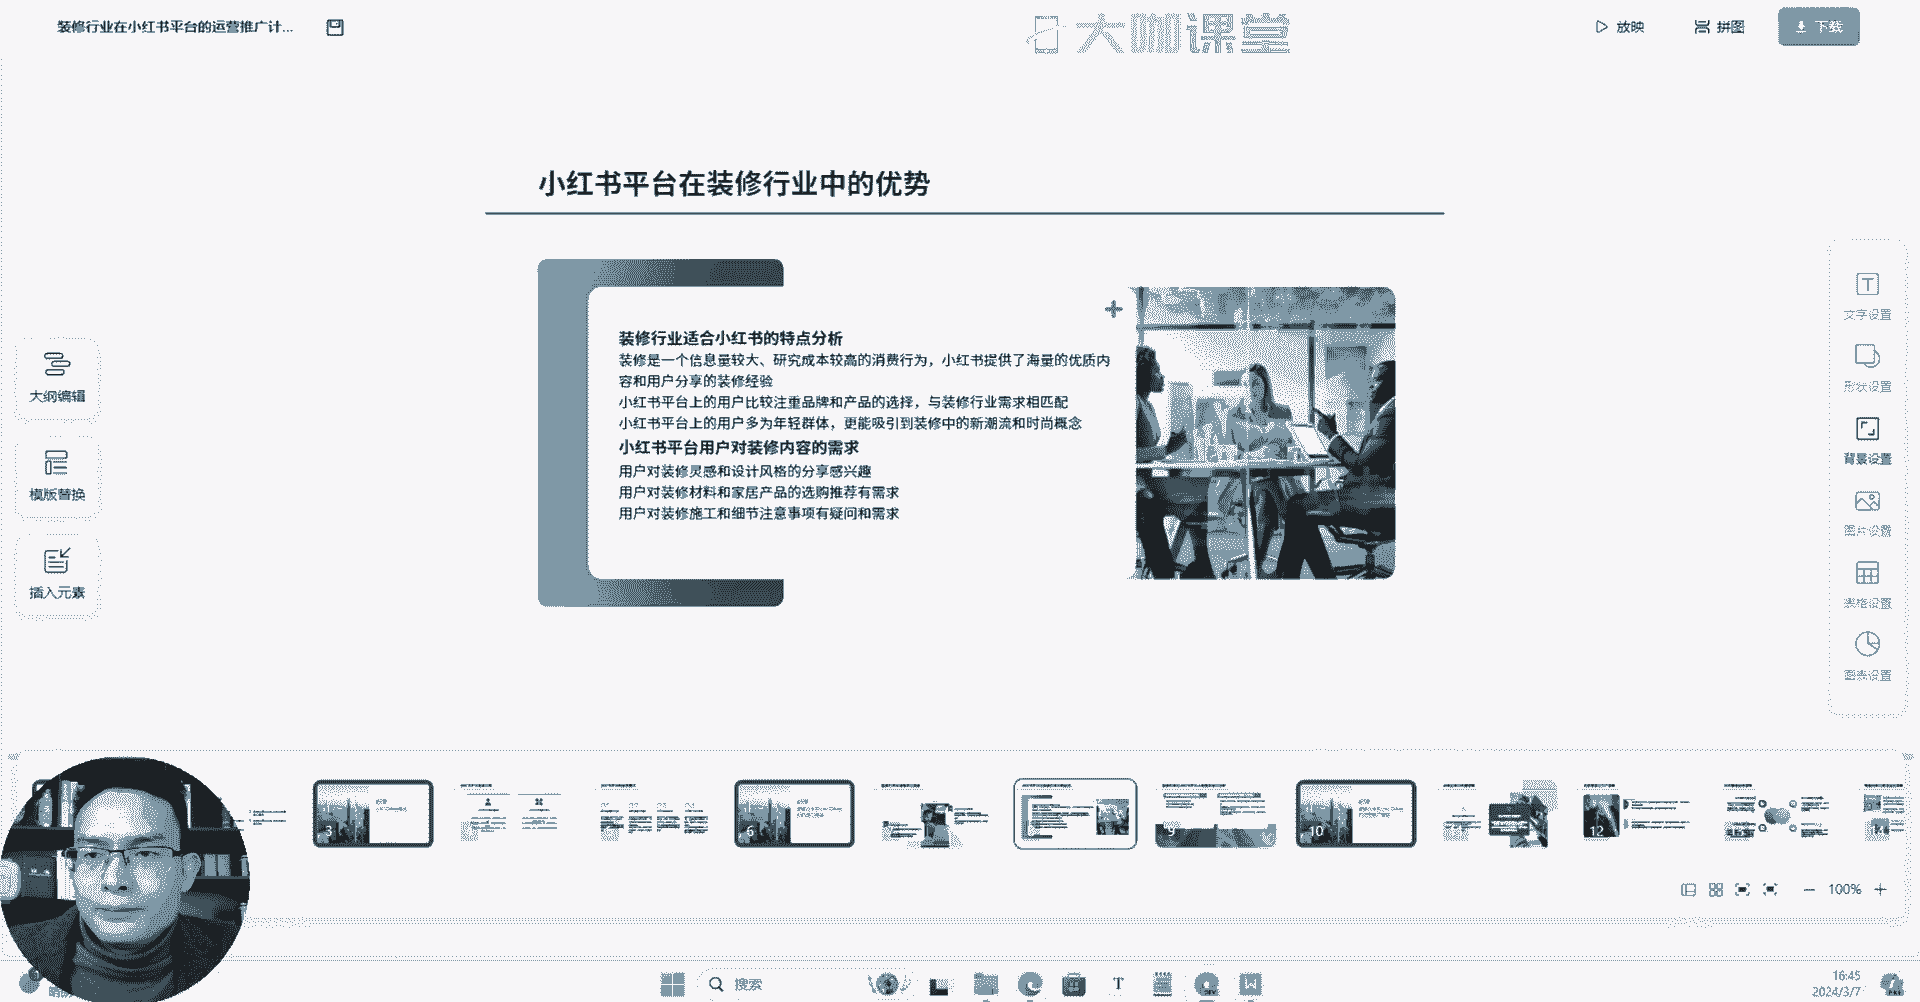 装修行业在小红书平台的运营推广计...
大咖课堂
放映
拼图
下载
小红书平台在装修行业中的优势
装修行业适合小红书的特点分析
装修是一个信息量较大、研究成本较高的消费行为，小红书提供了海量的优质内
容和用户分享的装修经验
小红书平台上的用户比较注重品牌和产品的选择，与装修行业需求相匹配
小红书平台上的用户多为年轻群体，更能吸引到装修中的新潮流和时尚概念
小红书平台用户对装修内容的需求
用户对装修灵感和设计风格的分享感兴趣
用户对装修材料和家居产品的选购推荐有需求
用户对装修施工和细节注意事项有疑问和需求
大纲编辑
模版替换
插入元素
文字设置
形状设置
背景设置
图片设置
表格设置
图表设置
3
6
9
10
12
100%
搜索
16:45
2024/3/7